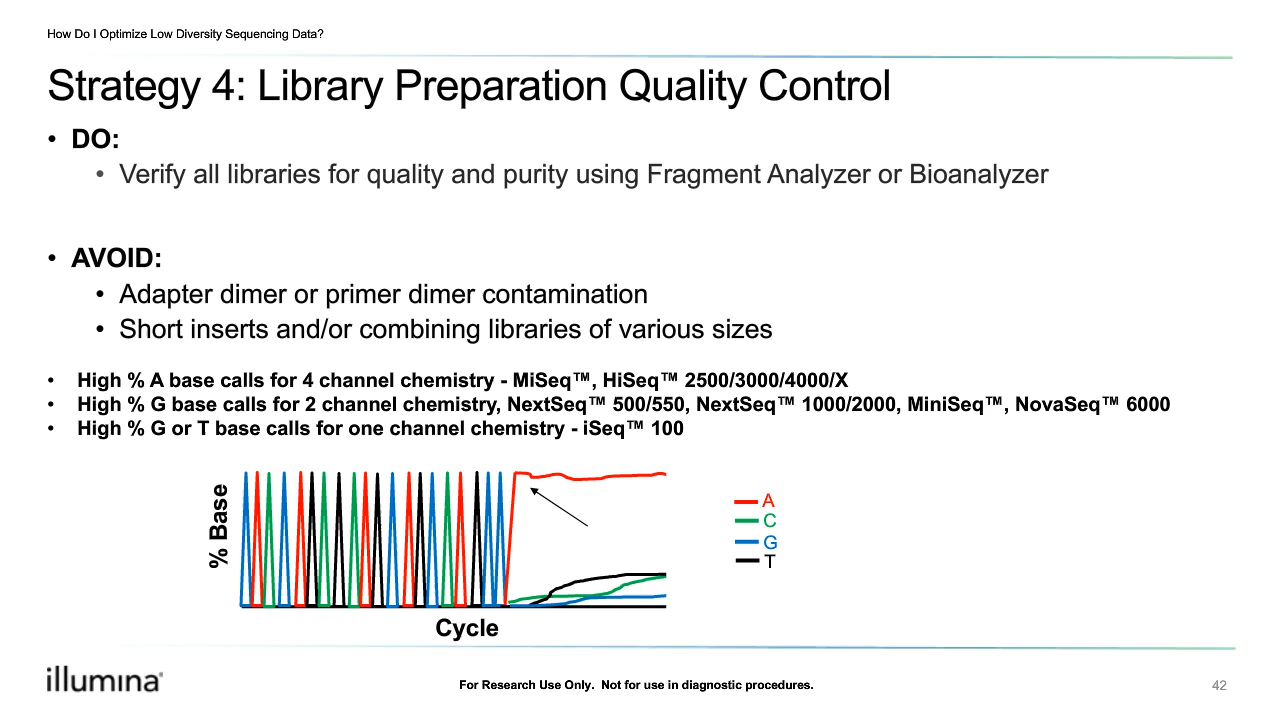 How Do I Optimize Low Diversity Sequencing Data?
Strategy 4: Library Preparation Quality Control
• DO:
• Verify all libraries for quality and purity using Fragment Analyzer or Bioanalyzer
• AVOID:
• Adapter dimer or primer dimer contamination
• Short inserts and/or combining libraries of various sizes
• High % A base calls for 4 channel chemistry - MiSeq™, HiSeq™ 2500/3000/4000/X
• High % G base calls for 2 channel chemistry, NextSeq™ 500/550, NextSeq™ 1000/2000, MiniSeq™, NovaSeq™ 6000
• High % G or T base calls for one channel chemistry - iSeq™ 100
% Base
A
C
G
T
Cycle
illumina®
For Research Use Only. Not for use in diagnostic procedures.
42